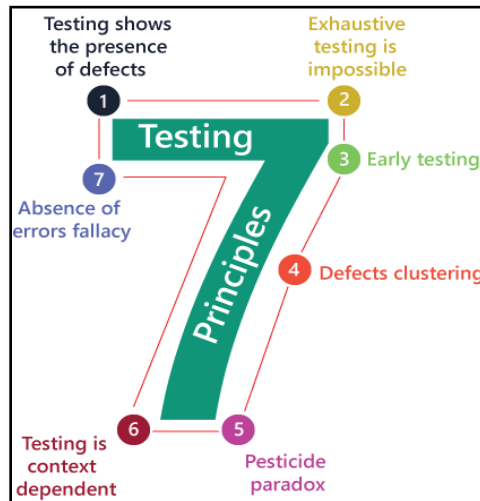 Testing shows
the presence
of defects
Exhaustive
testing is
impossible
1
2
Testing
3
Early testing
7
Absence of
errors fallacy
Principles
4
Defects clustering
6
5
Testing is
context
dependent
Pesticide
paradox